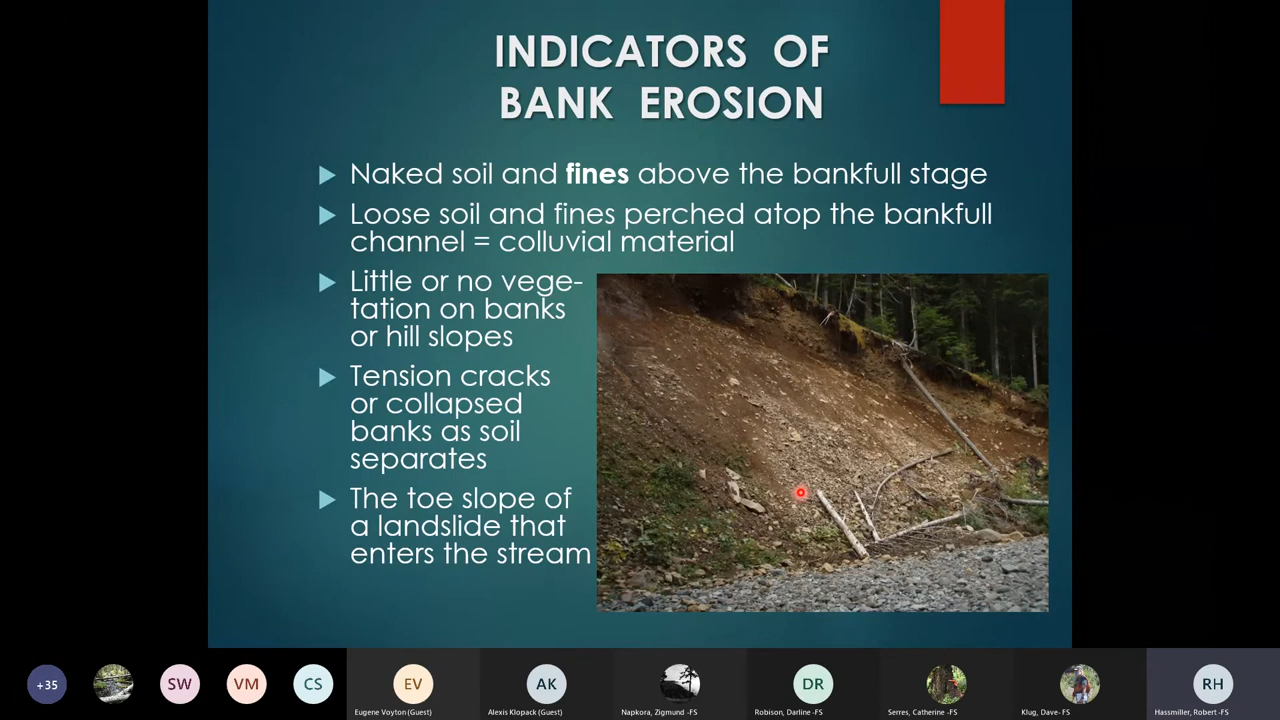 INDICATORS OF
BANK EROSION
Naked soil and fines above the bankfull stage
Loose soil and fines perched atop the bankfull
channel = colluvial material
Little or no vege-
tation on banks
or hill slopes
Tension cracks
or collapsed
banks as soil
separates
The toe slope of
a landslide that
enters the stream
+35
SW
VM
CS
EV
AK
DR
RH
Eugene Voyton (Guest)
Alexis Klopack (Guest)
Napkora, Zigmund -FS
Robison, Darline -FS
Serres, Catherine -FS
Klug, Dave- FS
Hassmiller, Robert -FS